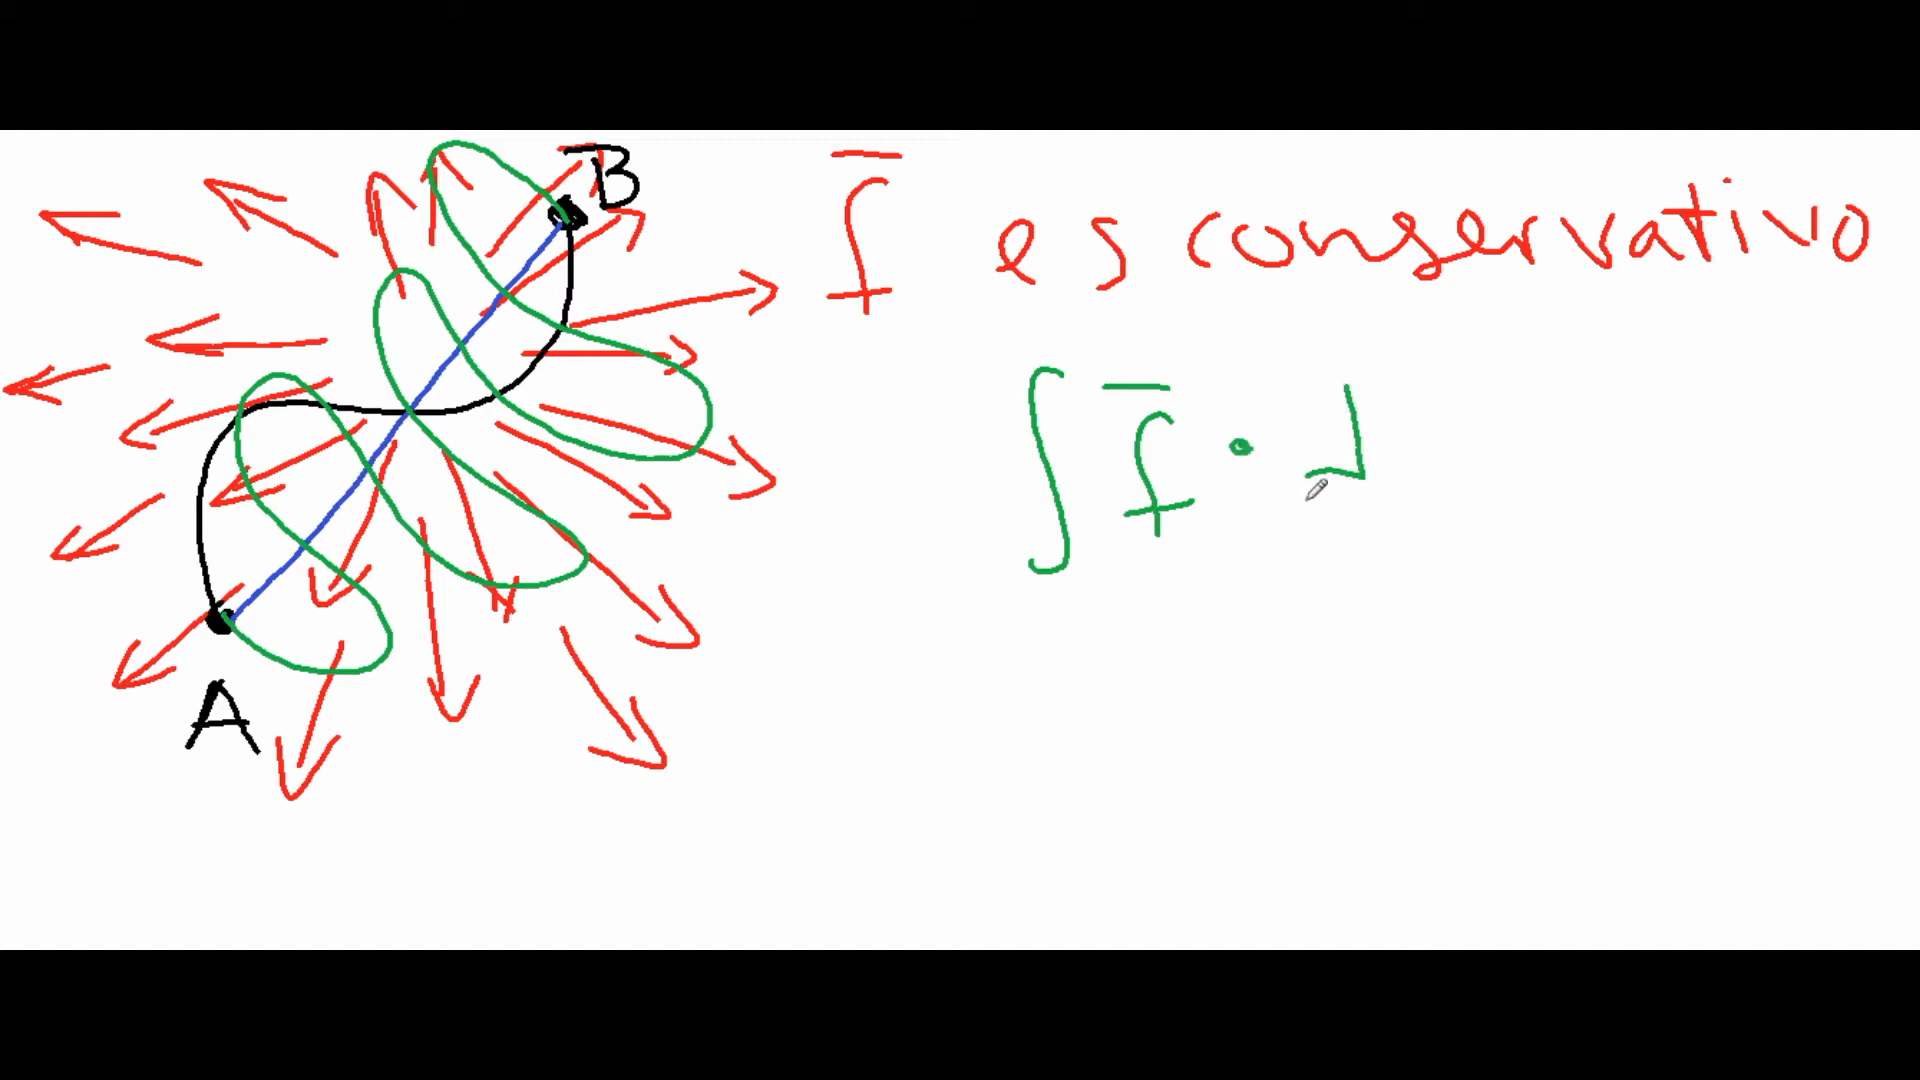 B
f̅ es conservativo
∫ f̅ · d
A